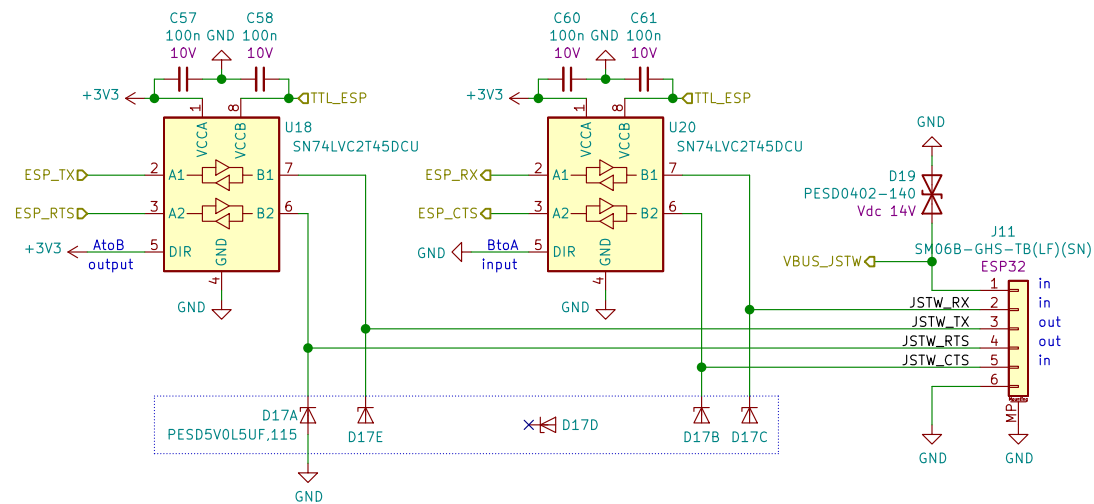 C57
100n
10V
GND
C58
100n
10V
+3V3
TTL_ESP
1
8
VCCA
VCCB
U18
SN74LVC2T45DCU
ESP_TX
2
A1
B1
7
ESP_RTS
3
A2
B2
6
+3V3
AtoB
output
5
DIR
GND
4
GND
C60
100n
10V
GND
C61
100n
10V
+3V3
TTL_ESP
1
8
VCCA
VCCB
U20
SN74LVC2T45DCU
ESP_RX
2
A1
B1
7
ESP_CTS
3
A2
B2
6
GND
BtoA
input
5
DIR
GND
4
GND
GND
D19
PESD0402-140
Vdc 14V
J11
SM06B-GHS-TB(LF)(SN)
ESP32
VBUS_JSTW
1
in
JSTW_RX
2
in
JSTW_TX
3
out
JSTW_RTS
4
out
JSTW_CTS
5
in
6
MP
GND
GND
D17A
PESD5V0L5UF,115
GND
D17E
D17D
D17B
D17C